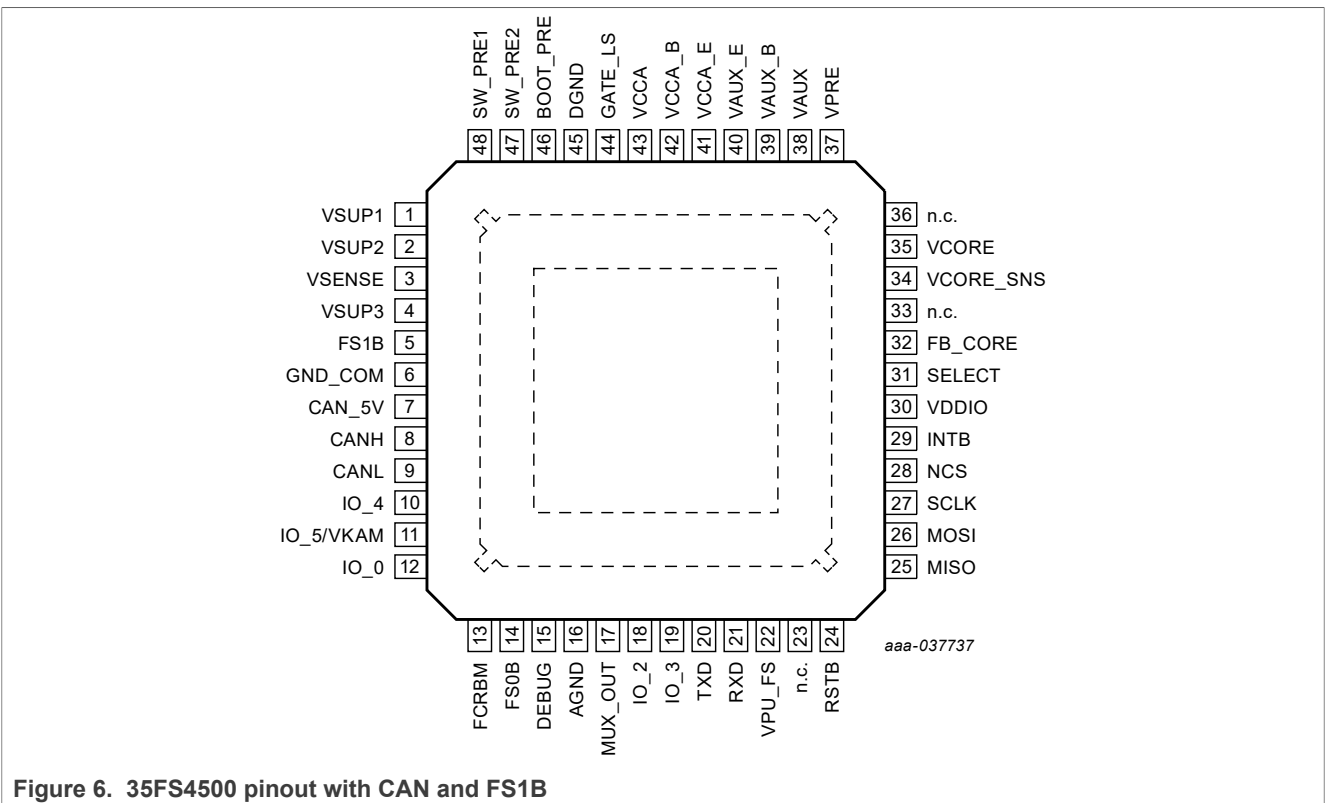 SW_PRE1
SW_PRE2
BOOT_PRE
DGND
GATE_LS
VCCA
VCCA_B
VCCA_E
VAUX_E
VAUX_B
VAUX
VPRE
48
47
46
45
44
43
42
41
40
39
38
37
VSUP1 1
VSUP2 2
VSENSE 3
VSUP3 4
FS1B 5
GND_COM 6
CAN_5V 7
CANH 8
CANL 9
IO_4 10
IO_5/VKAM 11
IO_0 12
36 n.c.
35 VCORE
34 VCORE_SNS
33 n.c.
32 FB_CORE
31 SELECT
30 VDDIO
29 INTB
28 NCS
27 SCLK
26 MOSI
25 MISO
13
14
15
16
17
18
19
20
21
22
23
24
FCRBM
FS0B
DEBUG
AGND
MUX_OUT
IO_2
IO_3
TXD
RXD
VPU_FS
n.c.
RSTB
aaa-037737
Figure 6. 35FS4500 pinout with CAN and FS1B